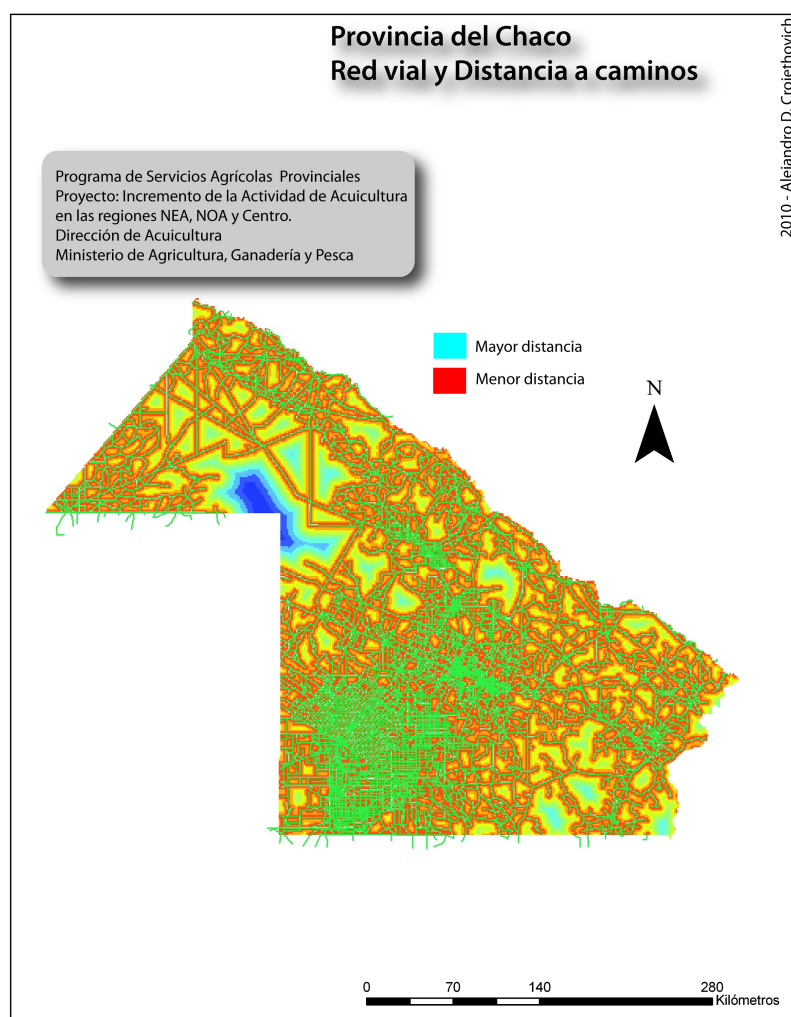 Provincia del Chaco
Red vial y Distancia a caminos
2010 - Alejandro D. Crojethovich
Programa de Servicios Agrícolas Provinciales
Proyecto: Incremento de la Actividad de Acuicultura
en las regiones NEA, NOA y Centro.
Dirección de Acuicultura
Ministerio de Agricultura, Ganadería y Pesca
Mayor distancia
Menor distancia
N
0 70 140 280
Kilómetros